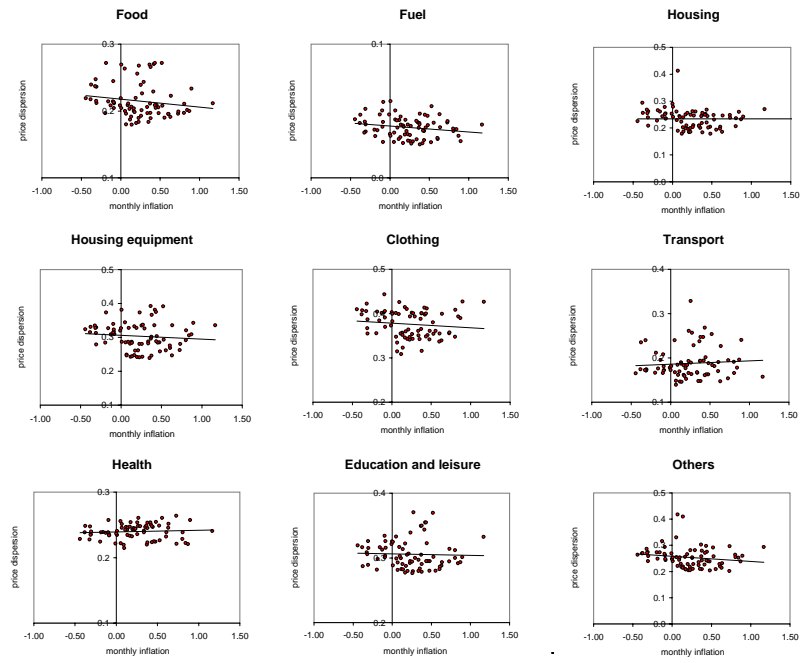 Food
Fuel
Housing
0.3
0.2
0.1
price dispersion
-1.00 -0.50 0.00 0.50 1.00 1.50
monthly inflation
0.1
0.0
price dispersion
-1.00 -0.50 0.00 0.50 1.00 1.50
monthly inflation
0.5
0.4
0.3
0.2
0.1
0.0
price dispersion
-1.00 -0.50 0.00 0.50 1.00 1.50
monthly inflation
Housing equipment
Clothing
Transport
0.5
0.4
0.3
0.2
0.1
price dispersion
-1.00 -0.50 0.00 0.50 1.00 1.50
monthly inflation
0.5
0.4
0.3
0.2
price dispersion
-1.00 -0.50 0.00 0.50 1.00 1.50
monthly inflation
0.4
0.3
0.2
0.1
price dispersion
-1.00 -0.50 0.00 0.50 1.00 1.50
monthly inflation
Health
Education and leisure
Others
0.3
0.2
0.1
price dispersion
-1.00 -0.50 0.00 0.50 1.00 1.50
monthly inflation
0.4
0.3
0.2
price dispersion
-1.00 -0.50 0.00 0.50 1.00 1.50
monthly inflation
0.5
0.4
0.3
0.2
0.1
0.0
price dispersion
-1.00 -0.50 0.00 0.50 1.00 1.50
monthly inflation